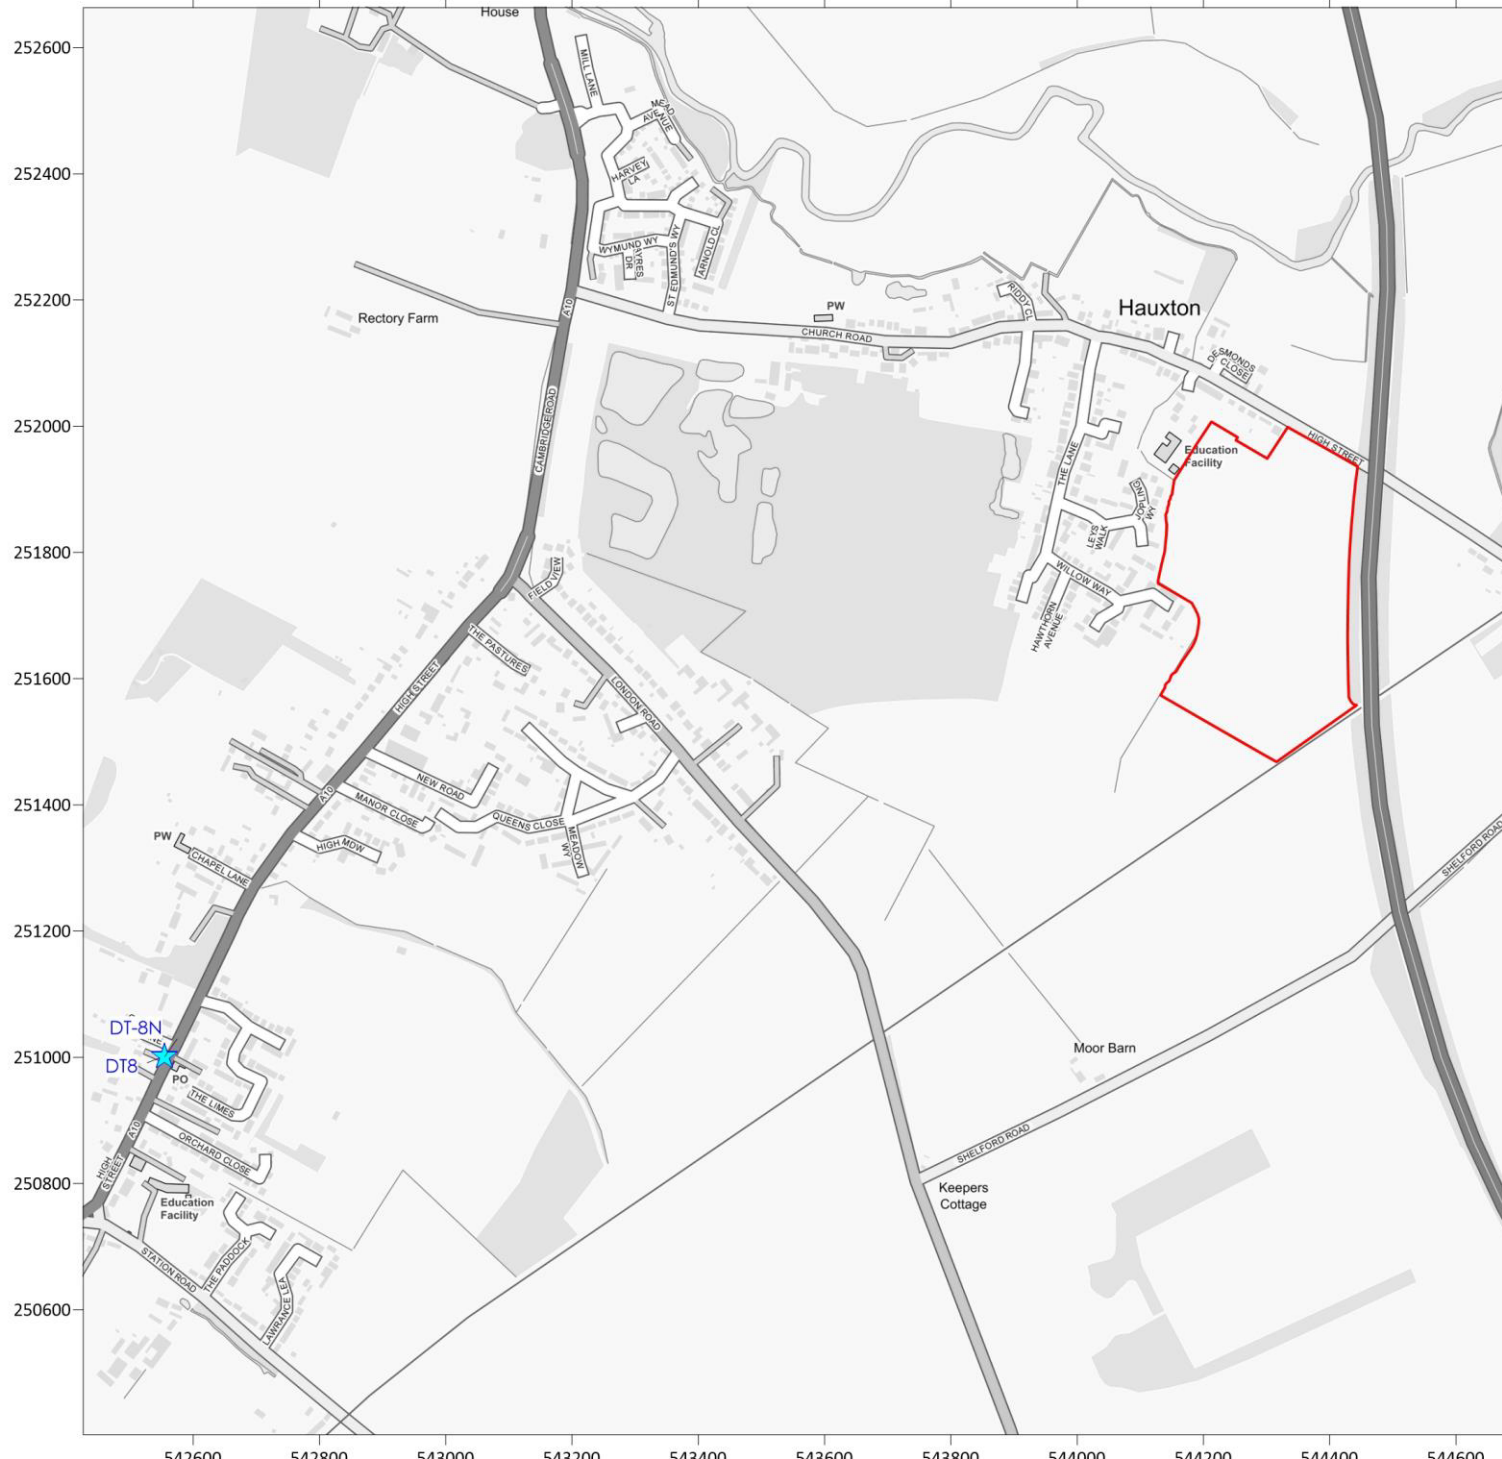 House
252600
MILL LANE
MEAD
AVENUE
252400
HARVEY
LA
WYMUND WY
AYRES
DR
ST EDMUND'S WY
ARNOLD CL
252200
A10
Rectory Farm
PW
CHURCH ROAD
RIDDY CL
Hauxton
DESMONDS
CLOSE
252000
CAMBRIDGE ROAD
THE LANE
HIGH STREET
Education
Facility
JOPLING
WY
LEYS
WALK
251800
FIELD VIEW
WILLOW WAY
HAWTHORN
AVENUE
THE PASTURES
251600
HIGH STREET
LONDON ROAD
NEW ROAD
251400
A10
MANOR CLOSE
QUEENS CLOSE
MEADOW
WY
HIGH MDW
PW
CHAPEL LANE
SHELFORD ROAD
251200
DT-8N
251000
DT8
PO
Moor Barn
THE LIMES
A10
ORCHARD CLOSE
HIGH
STREET
SHELFORD ROAD
250800
Education
Facility
Keepers
Cottage
STATION ROAD
THE PADDOCK
LAWRANCE LEA
250600
542600 542800 543000 543200 543400 543600 543800 544000 544200 544400 544600